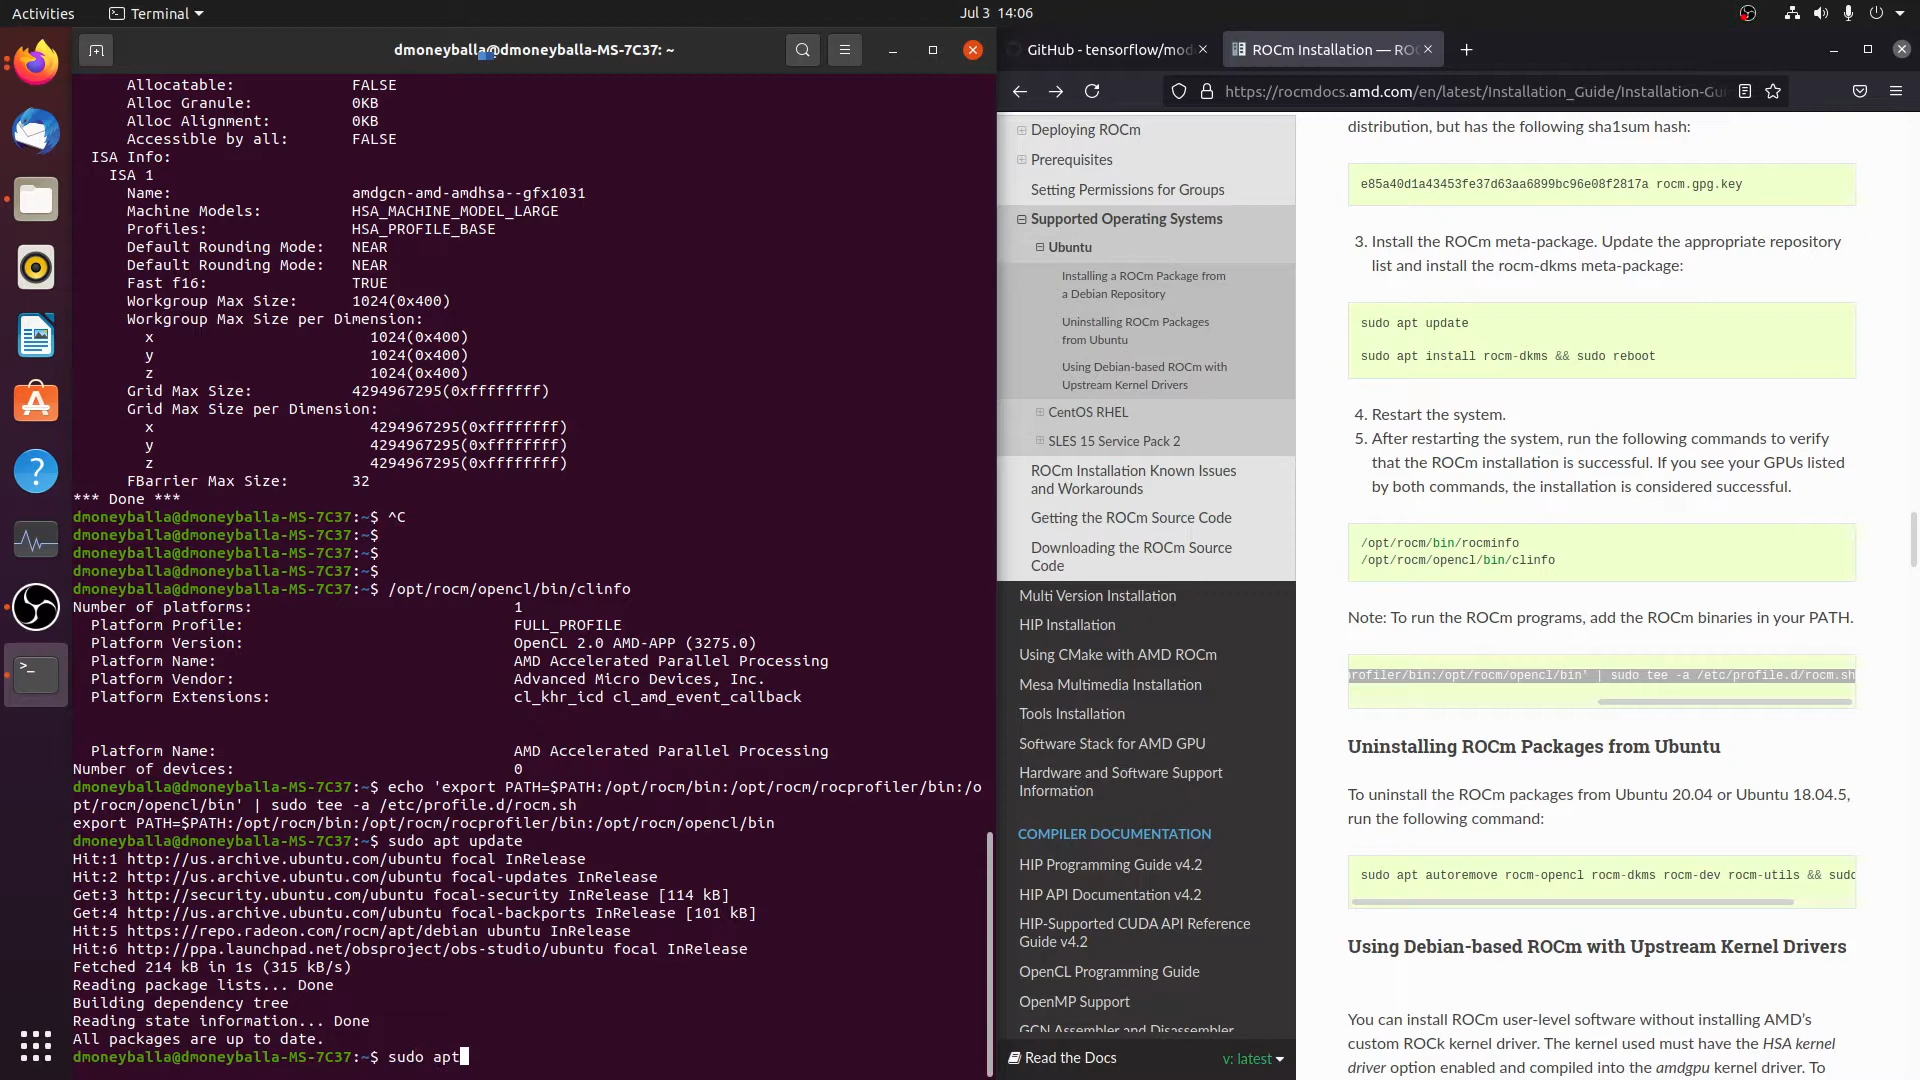 Activities
Terminal
Jul 3 14:06
dmoneyballa@dmoneyballa-MS-7C37: ~
Allocatable: FALSE
Alloc Granule: 0KB
Alloc Alignment: 0KB
Accessible by all: FALSE
ISA Info:
ISA 1
Name: amdgcn-amd-amdhsa--gfx1031
Machine Models: HSA_MACHINE_MODEL_LARGE
Profiles: HSA_PROFILE_BASE
Default Rounding Mode: NEAR
Default Rounding Mode: NEAR
Fast f16: TRUE
Workgroup Max Size: 1024(0x400)
Workgroup Max Size per Dimension:
x 1024(0x400)
y 1024(0x400)
z 1024(0x400)
Grid Max Size: 4294967295(0xffffffff)
Grid Max Size per Dimension:
x 4294967295(0xffffffff)
y 4294967295(0xffffffff)
z 4294967295(0xffffffff)
FBarrier Max Size: 32
*** Done ***
dmoneyballa@dmoneyballa-MS-7C37:~$ ^C
dmoneyballa@dmoneyballa-MS-7C37:~$
dmoneyballa@dmoneyballa-MS-7C37:~$
dmoneyballa@dmoneyballa-MS-7C37:~$
dmoneyballa@dmoneyballa-MS-7C37:~$ /opt/rocm/opencl/bin/clinfo
Number of platforms: 1
Platform Profile: FULL_PROFILE
Platform Version: OpenCL 2.0 AMD-APP (3275.0)
Platform Name: AMD Accelerated Parallel Processing
Platform Vendor: Advanced Micro Devices, Inc.
Platform Extensions: cl_khr_icd cl_amd_event_callback
Platform Name: AMD Accelerated Parallel Processing
Number of devices: 0
dmoneyballa@dmoneyballa-MS-7C37:~$ echo 'export PATH=$PATH:/opt/rocm/bin:/opt/rocm/rocprofiler/bin:/o
pt/rocm/opencl/bin' | sudo tee -a /etc/profile.d/rocm.sh
export PATH=$PATH:/opt/rocm/bin:/opt/rocm/rocprofiler/bin:/opt/rocm/opencl/bin
dmoneyballa@dmoneyballa-MS-7C37:~$ sudo apt update
Hit:1 http://us.archive.ubuntu.com/ubuntu focal InRelease
Hit:2 http://us.archive.ubuntu.com/ubuntu focal-updates InRelease
Get:3 http://security.ubuntu.com/ubuntu focal-security InRelease [114 kB]
Get:4 http://us.archive.ubuntu.com/ubuntu focal-backports InRelease [101 kB]
Hit:5 https://repo.radeon.com/rocm/apt/debian ubuntu InRelease
Hit:6 http://ppa.launchpad.net/obsproject/obs-studio/ubuntu focal InRelease
Fetched 214 kB in 1s (315 kB/s)
Reading package lists... Done
Building dependency tree
Reading state information... Done
All packages are up to date.
dmoneyballa@dmoneyballa-MS-7C37:~$ sudo apt
GitHub - tensorflow/mod
ROCm Installation — RO
https://rocmdocs.amd.com/en/latest/Installation_Guide/Installation-Gu
Deploying ROCm
Prerequisites
Setting Permissions for Groups
Supported Operating Systems
Ubuntu
Installing a ROCm Package from
a Debian Repository
Uninstalling ROCm Packages
from Ubuntu
Using Debian-based ROCm with
Upstream Kernel Drivers
CentOS RHEL
SLES 15 Service Pack 2
ROCm Installation Known Issues
and Workarounds
Getting the ROCm Source Code
Downloading the ROCm Source
Code
Multi Version Installation
HIP Installation
Using CMake with AMD ROCm
Mesa Multimedia Installation
Tools Installation
Software Stack for AMD GPU
Hardware and Software Support
Information
COMPILER DOCUMENTATION
HIP Programming Guide v4.2
HIP API Documentation v4.2
HIP-Supported CUDA API Reference
Guide v4.2
OpenCL Programming Guide
OpenMP Support
GCN Assembler and Disassembler
Read the Docs
v: latest
distribution, but has the following sha1sum hash:
e85a40d1a43453fe37d63aa6899bc96e08f2817a rocm.gpg.key
3. Install the ROCm meta-package. Update the appropriate repository
list and install the rocm-dkms meta-package:
sudo apt update
sudo apt install rocm-dkms && sudo reboot
4. Restart the system.
5. After restarting the system, run the following commands to verify
that the ROCm installation is successful. If you see your GPUs listed
by both commands, the installation is considered successful.
/opt/rocm/bin/rocminfo
/opt/rocm/opencl/bin/clinfo
Note: To run the ROCm programs, add the ROCm binaries in your PATH.
rofiler/bin:/opt/rocm/opencl/bin' | sudo tee -a /etc/profile.d/rocm.sh
Uninstalling ROCm Packages from Ubuntu
To uninstall the ROCm packages from Ubuntu 20.04 or Ubuntu 18.04.5,
run the following command:
sudo apt autoremove rocm-opencl rocm-dkms rocm-dev rocm-utils && sudo
Using Debian-based ROCm with Upstream Kernel Drivers
You can install ROCm user-level software without installing AMD's
custom ROCk kernel driver. The kernel used must have the HSA kernel
driver option enabled and compiled into the amdgpu kernel driver. To